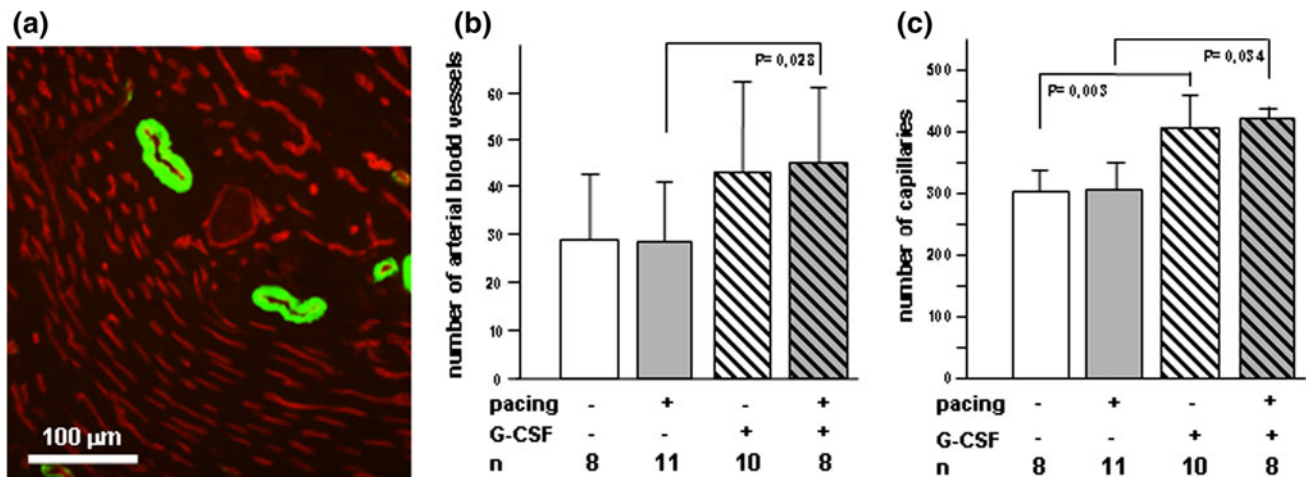 (a)
100 µm
(b)
number of arterial blodd vessels
60
50
40
30
20
10
0
P= 0,028
pacing - + - +
G-CSF - - + +
n 8 11 10 8
(c)
number of capillaries
500
400
300
200
100
0
P= 0,003
P= 0,034
pacing - + - +
G-CSF - - + +
n 8 11 10 8